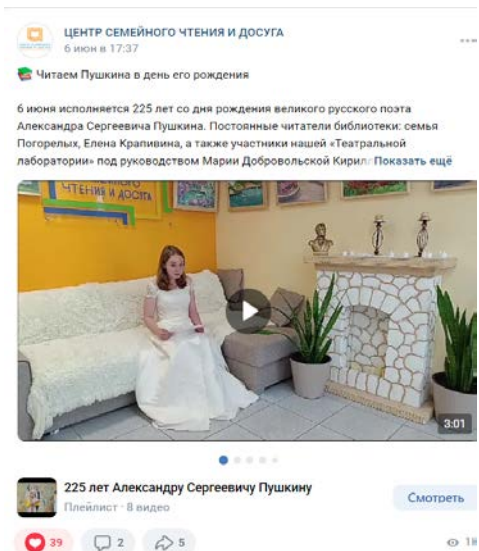 ЦЕНТР СЕМЕЙНОГО ЧТЕНИЯ И ДОСУГА
6 июн в 17:37
Читаем Пушкина в день его рождения
6 июня исполняется 225 лет со дня рождения великого русского поэта
Александра Сергеевича Пушкина. Постоянные читатели библиотеки: семья
Погорелых, Елена Крапивина, а также участники нашей «Театральной
лаборатории» под руководством Марии Добровольской Кирил Показать ещё
ЧТЕНИЯ И ДОСУГА
3:01
225 лет Александру Сергеевичу Пушкину
Плейлист · 8 видео
Смотреть
39 2 5